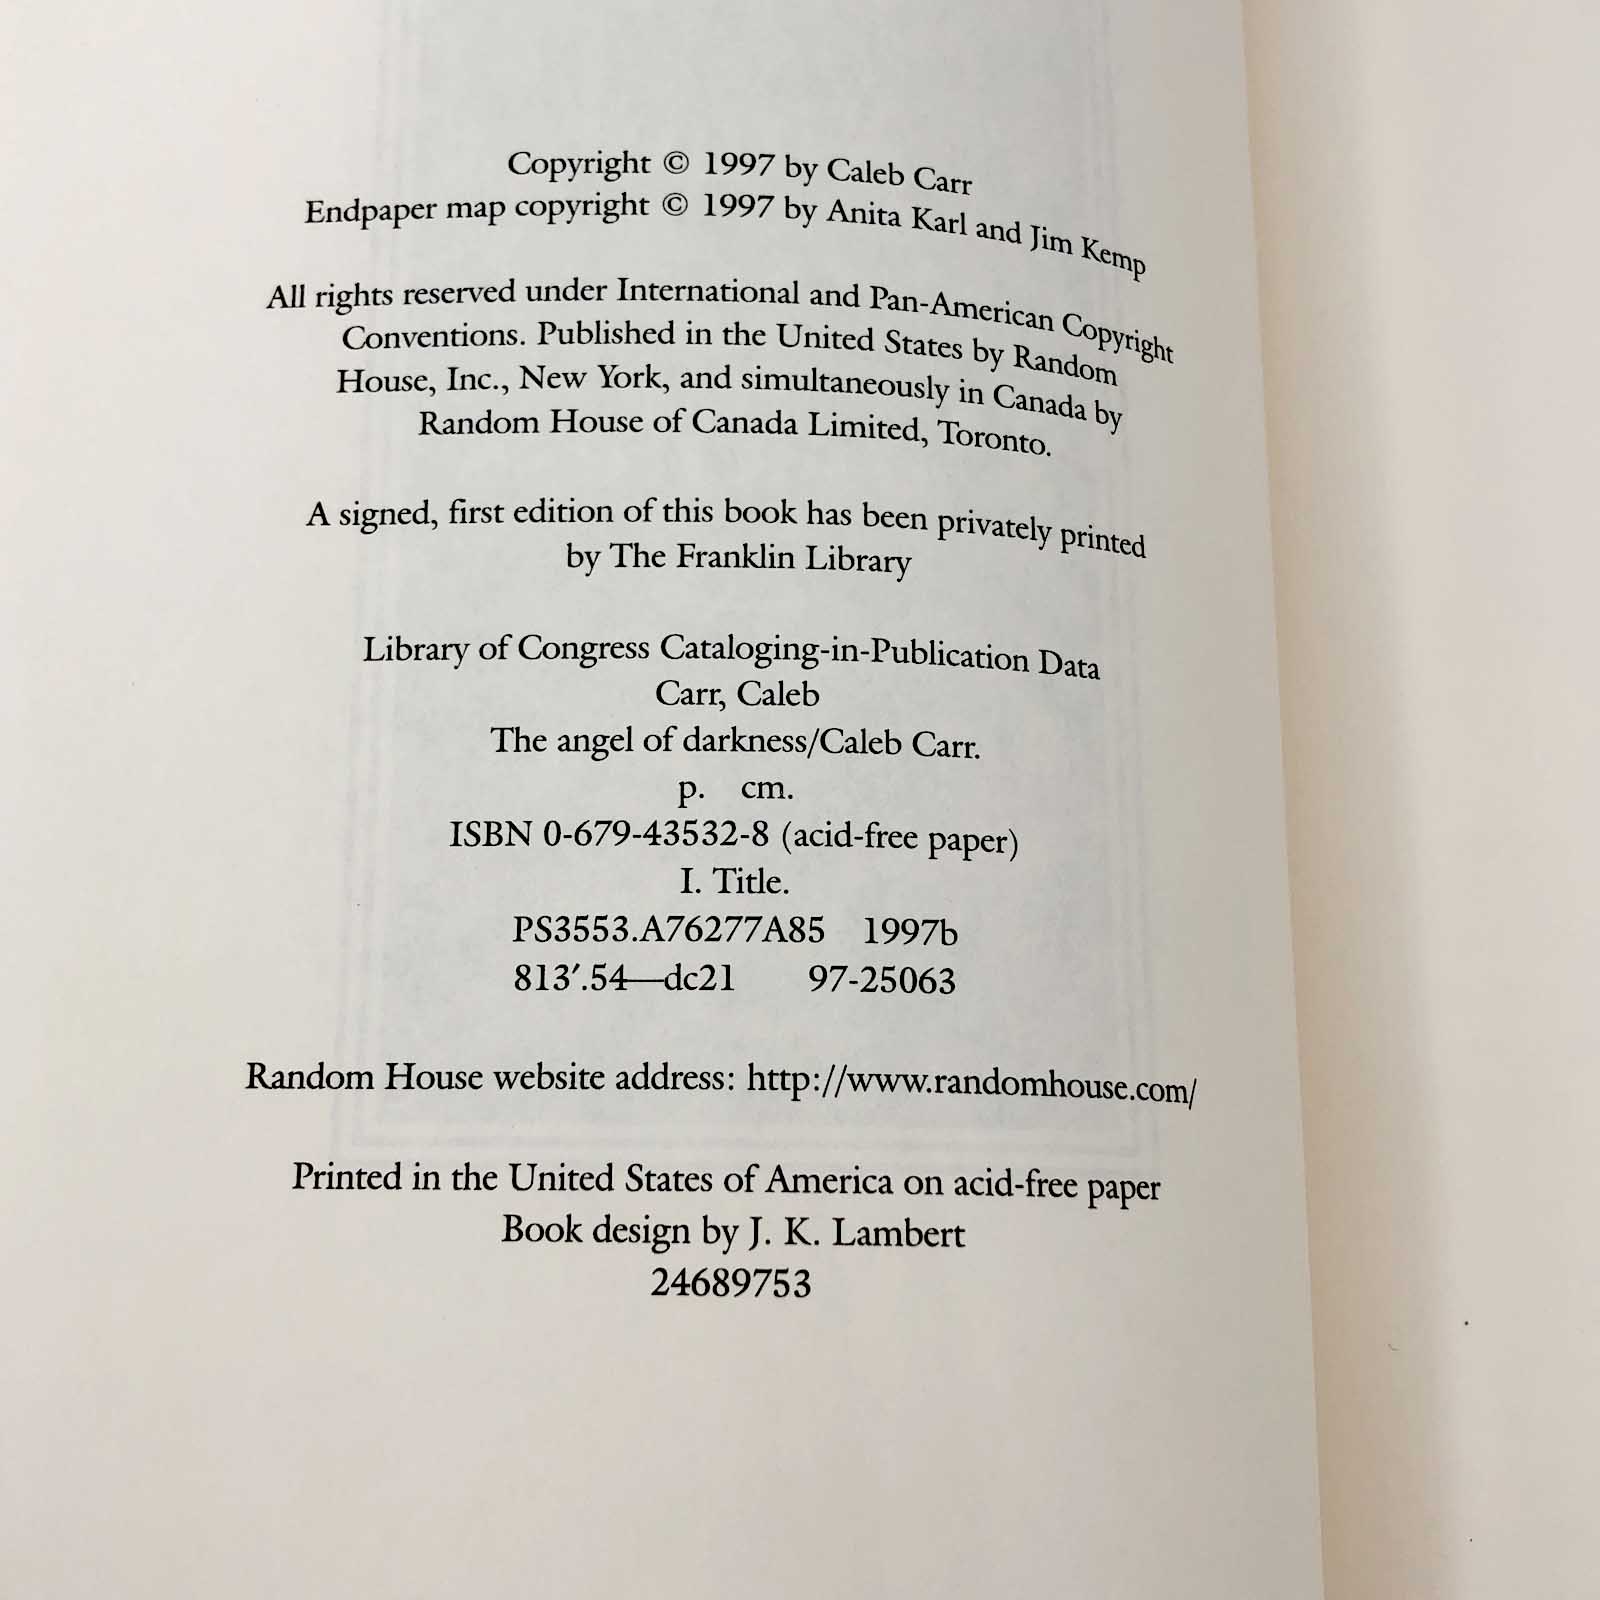 Copyright © 1997 by Caleb Carr
Endpaper map copyright © 1997 by Anita Karl and Jim Kemp
All rights reserved under International and Pan-American Copyright
Conventions. Published in the United States by Random
House, Inc., New York, and simultaneously in Canada by
Random House of Canada Limited, Toronto.
A signed, first edition of this book has been privately printed
by The Franklin Library
Library of Congress Cataloging-in-Publication Data
Carr, Caleb
The angel of darkness/Caleb Carr.
p. cm.
ISBN 0-679-43532-8 (acid-free paper)
I. Title.
PS3553.A76277A85 1997b
813′.54—dc21 97-25063
Random House website address: http://www.randomhouse.com/
Printed in the United States of America on acid-free paper
Book design by J. K. Lambert
24689753